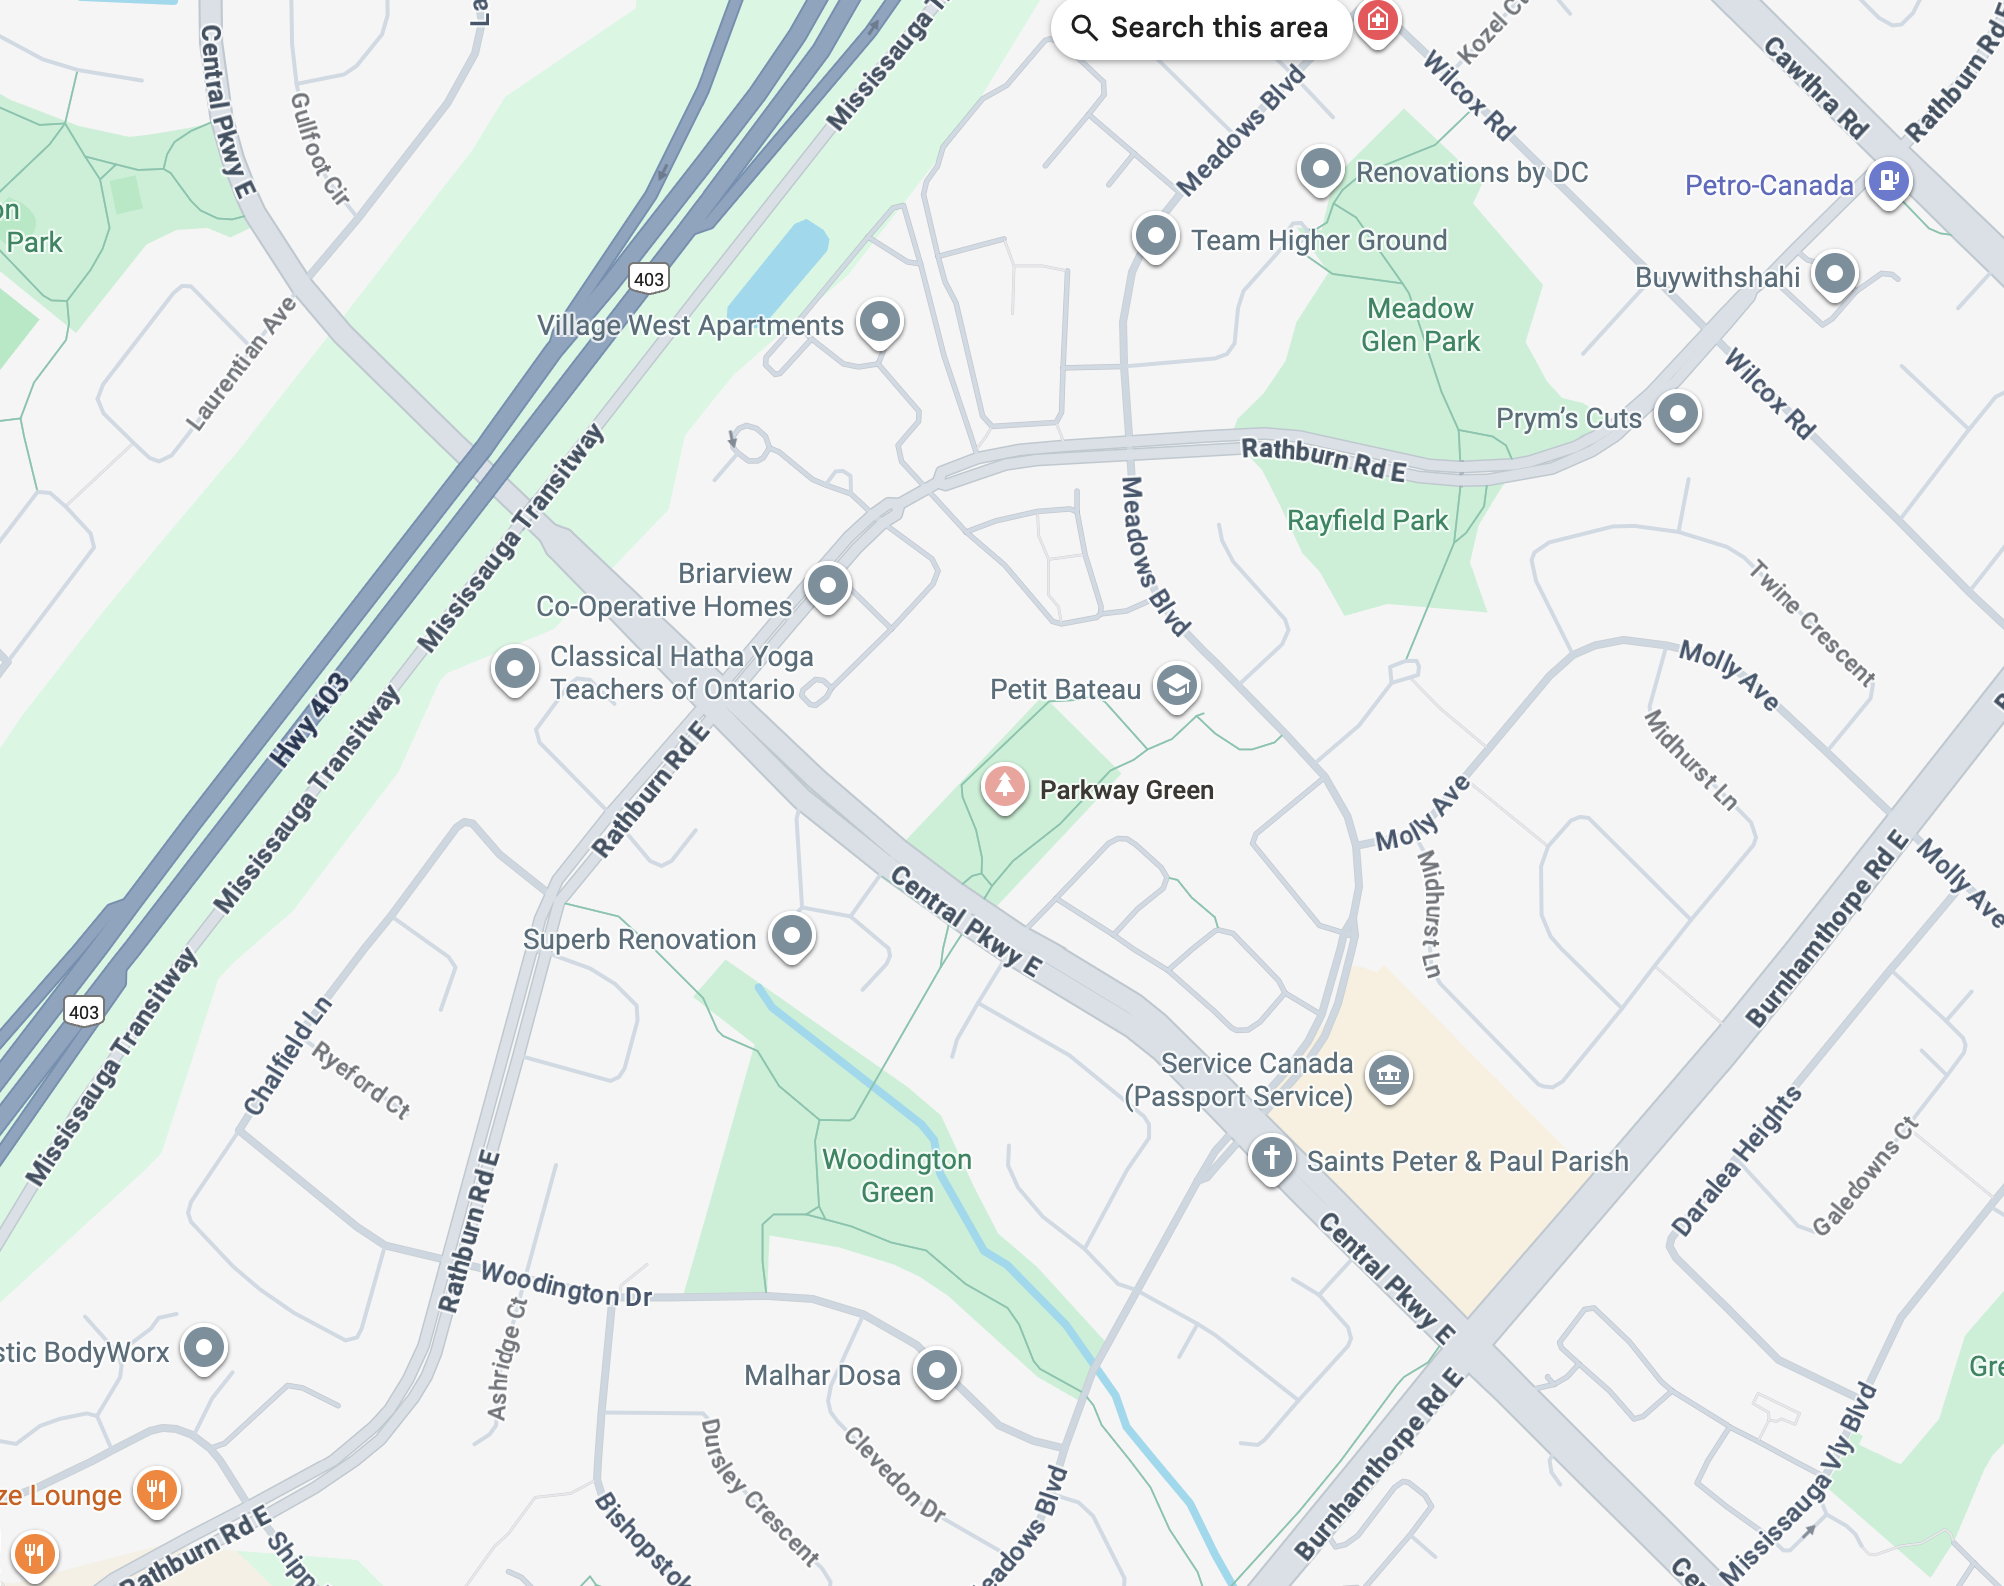 Search this area
Central Pkwy E
Gullfoot Cir
Mississauga
Meadows Blvd
Wilcox Rd
Kozel
Cawthra Rd
Rathburn Rd E
Renovations by DC
Petro-Canada
Team Higher Ground
Buywithshahi
on
Park
403
Village West Apartments
Meadow
Glen Park
Laurentian Ave
Wilcox Rd
Prym's Cuts
Rathburn Rd E
Mississauga Transitway
Rayfield Park
Meadows Blvd
Briarview
Co-Operative Homes
Twine Crescent
Classical Hatha Yoga
Teachers of Ontario
Petit Bateau
Molly Ave
Hwy 403
Mississauga Transitway
Midhurst Ln
Rathburn Rd E
Parkway Green
Molly Ave
Midhurst Ln
Molly Ave
Burnhamthorpe Rd E
Central Pkwy E
Superb Renovation
403
Mississauga Transitway
Chalfield Ln
Ryeford Ct
Service Canada
(Passport Service)
Saints Peter & Paul Parish
Daralea Heights
Galedowns Ct
Woodington
Green
Rathburn Rd E
Central Pkwy E
Woodington Dr
Ashridge Ct
stic BodyWorx
Malhar Dosa
Gre
Burnhamthorpe Rd E
Mississauga Vly Blvd
Dursley Crescent
Clevedon Dr
ze Lounge
Meadows Blvd
Bishopstok
Rathburn Rd E
Shipp
Cen